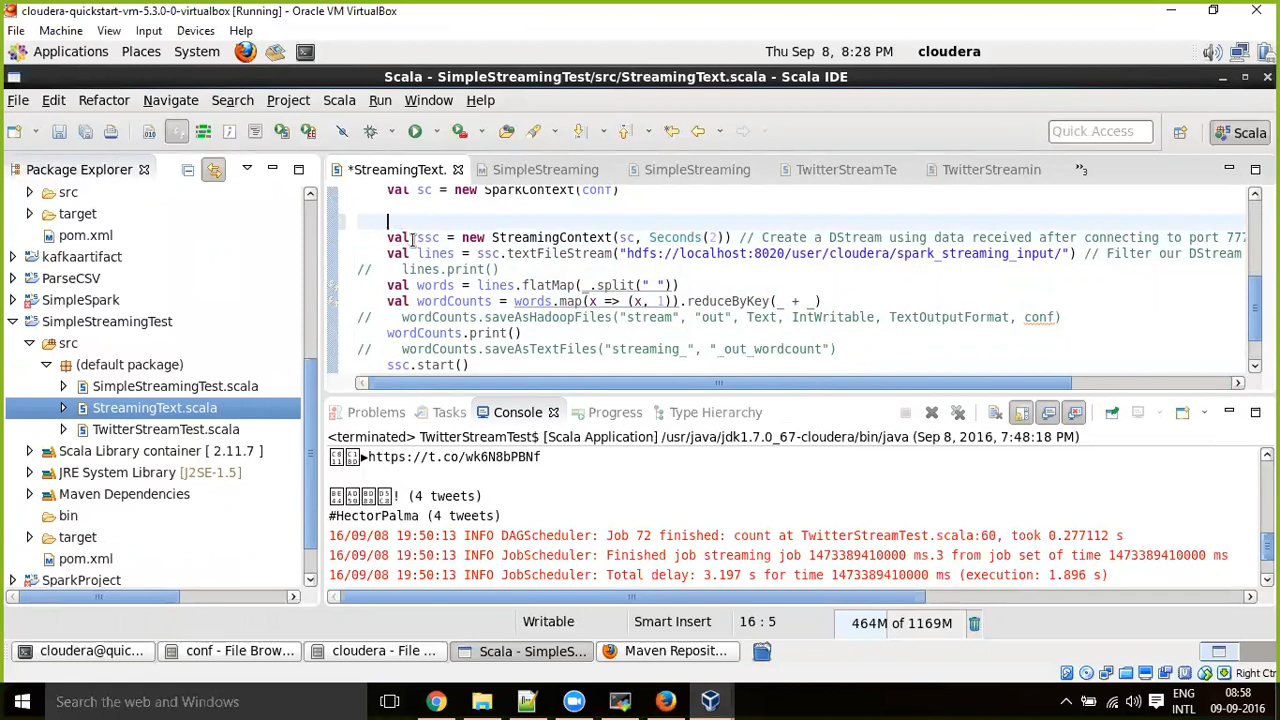 cloudera-quickstart-vm-5.3.0-0-virtualbox [Running] - Oracle VM VirtualBox
File Machine View Input Devices Help
Applications Places System Thu Sep 8, 8:28 PM cloudera
Scala - SimpleStreamingTest/src/StreamingText.scala - Scala IDE
File Edit Refactor Navigate Search Project Scala Run Window Help
Quick Access Scala
Package Explorer
src
target
pom.xml
kafkaartifact
ParseCSV
SimpleSpark
SimpleStreamingTest
src
(default package)
SimpleStreamingTest.scala
StreamingText.scala
TwitterStreamTest.scala
Scala Library container [ 2.11.7 ]
JRE System Library [J2SE-1.5]
Maven Dependencies
bin
target
pom.xml
SparkProject
*StreamingText. SimpleStreaming SimpleStreaming TwitterStreamTe TwitterStreamin »3
val sc = new SparkContext(conf)
val ssc = new StreamingContext(sc, Seconds(2)) // Create a DStream using data received after connecting to port 777
val lines = ssc.textFileStream("hdfs://localhost:8020/user/cloudera/spark_streaming_input/") // Filter our DStream
// lines.print()
val words = lines.flatMap(_.split(" "))
val wordCounts = words.map(x => (x, 1)).reduceByKey(_ + _)
// wordCounts.saveAsHadoopFiles("stream", "out", Text, IntWritable, TextOutputFormat, conf)
wordCounts.print()
// wordCounts.saveAsTextFiles("streaming_", "_out_wordcount")
ssc.start()
Problems Tasks Console Progress Type Hierarchy
<terminated> TwitterStreamTest$ [Scala Application] /usr/java/jdk1.7.0_67-cloudera/bin/java (Sep 8, 2016, 7:48:18 PM)
▶https://t.co/wk6N8bPBNf
! (4 tweets)
#HectorPalma (4 tweets)
16/09/08 19:50:13 INFO DAGScheduler: Job 72 finished: count at TwitterStreamTest.scala:60, took 0.277112 s
16/09/08 19:50:13 INFO JobScheduler: Finished job streaming job 1473389410000 ms.3 from job set of time 1473389410000 ms
16/09/08 19:50:13 INFO JobScheduler: Total delay: 3.197 s for time 1473389410000 ms (execution: 1.896 s)
Writable Smart Insert 16 : 5 464M of 1169M
cloudera@quic... conf - File Brow... cloudera - File ... Scala - SimpleS... Maven Reposit...
Right Ctr
Search the web and Windows
ENG
INTL
08:58
09-09-2016